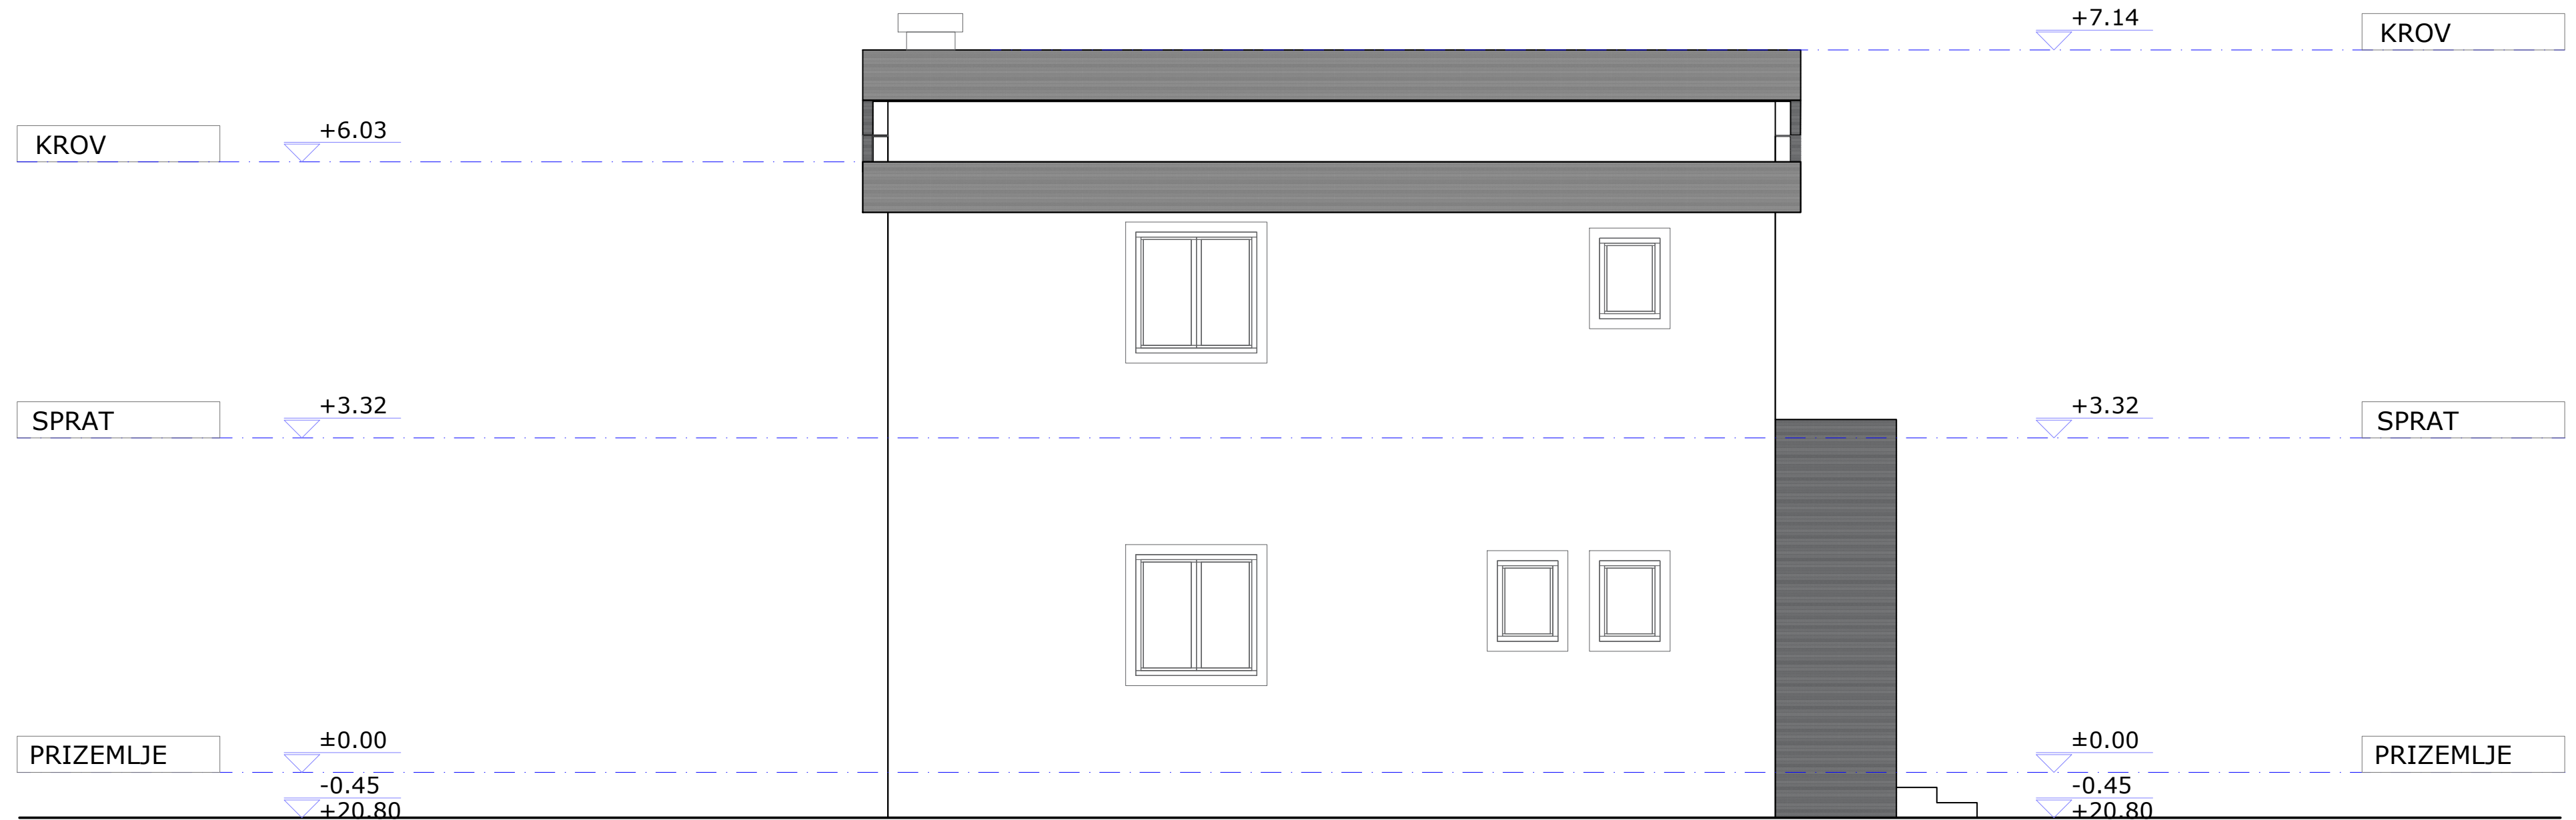 +7.14
KROV
KROV
+6.03
SPRAT
+3.32
+3.32
SPRAT
PRIZEMLJE
±0.00
±0.00
PRIZEMLJE
-0.45
+20.80
-0.45
+20.80